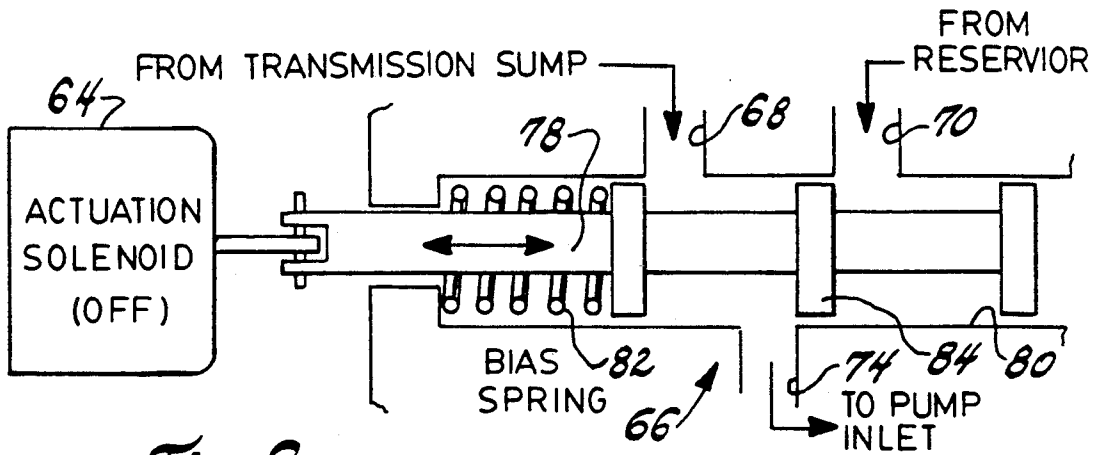 FROM
RESERVIOR
FROM TRANSMISSION SUMP
64
78
68
70
ACTUATION
SOLENOID
(OFF)
BIAS
SPRING
82
66
74
84
80
TO PUMP
INLET